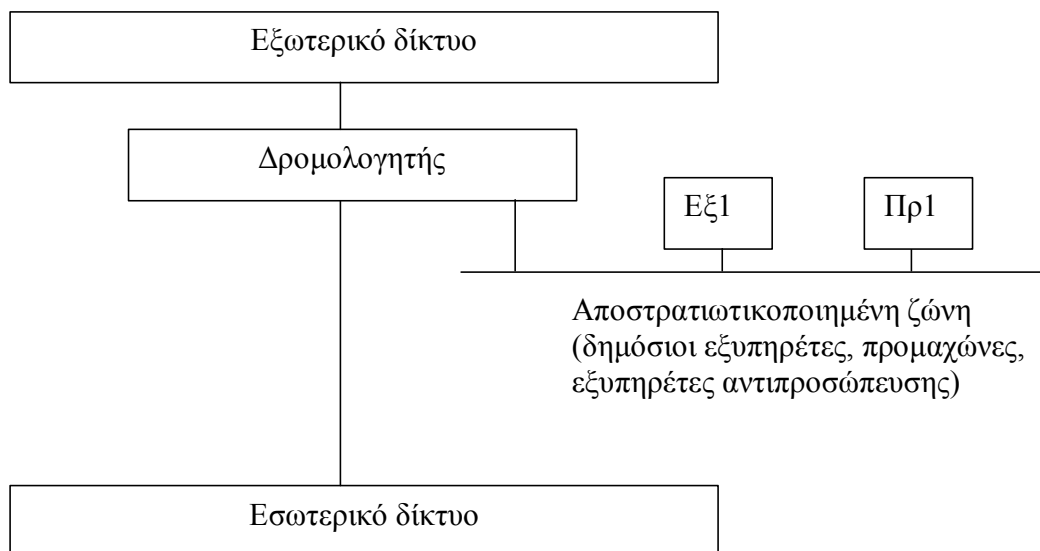 Εξωτερικό δίκτυο
Δρομολογητής
Εξ1
Πρ1
Αποστρατιωτικοποιημένη ζώνη
(δημόσιοι εξυπηρέτες, προμαχώνες,
εξυπηρέτες αντιπροσώπευσης)
Εσωτερικό δίκτυο